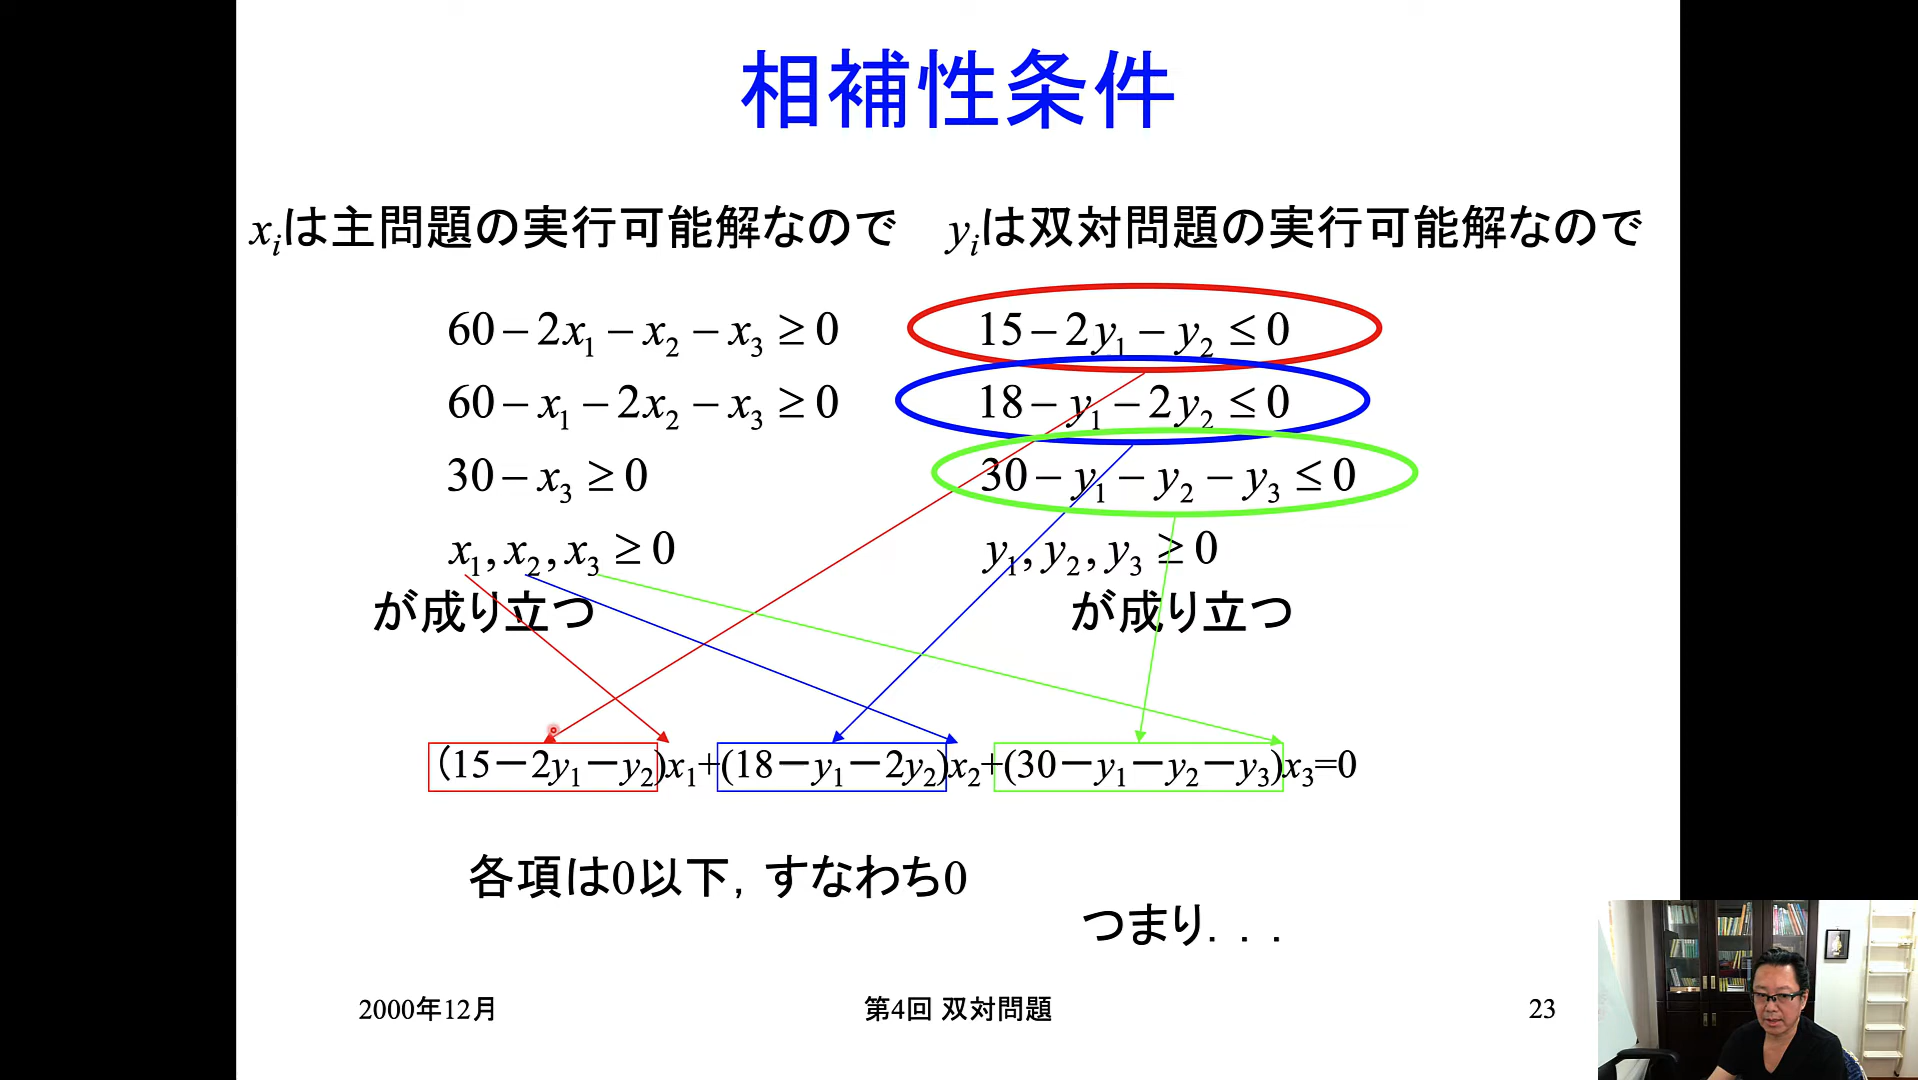 相補性条件
xiは主問題の実行可能解なので
60－2x1－x2－x3≥0
60－x1－2x2－x3≥0
30－x3≥0
x1,x2,x3≥0
が成り立つ
yiは双対問題の実行可能解なので
15－2y1－y2≤0
18－y1－2y2≤0
30－y1－y2－y3≤0
y1,y2,y3≥0
が成り立つ
（15－2y1－y2)x1+(18－y1－2y2)x2+(30－y1－y2－y3)x3=0
各項は0以下，すなわち0
つまり．．．
2000年12月
第4回 双対問題
23